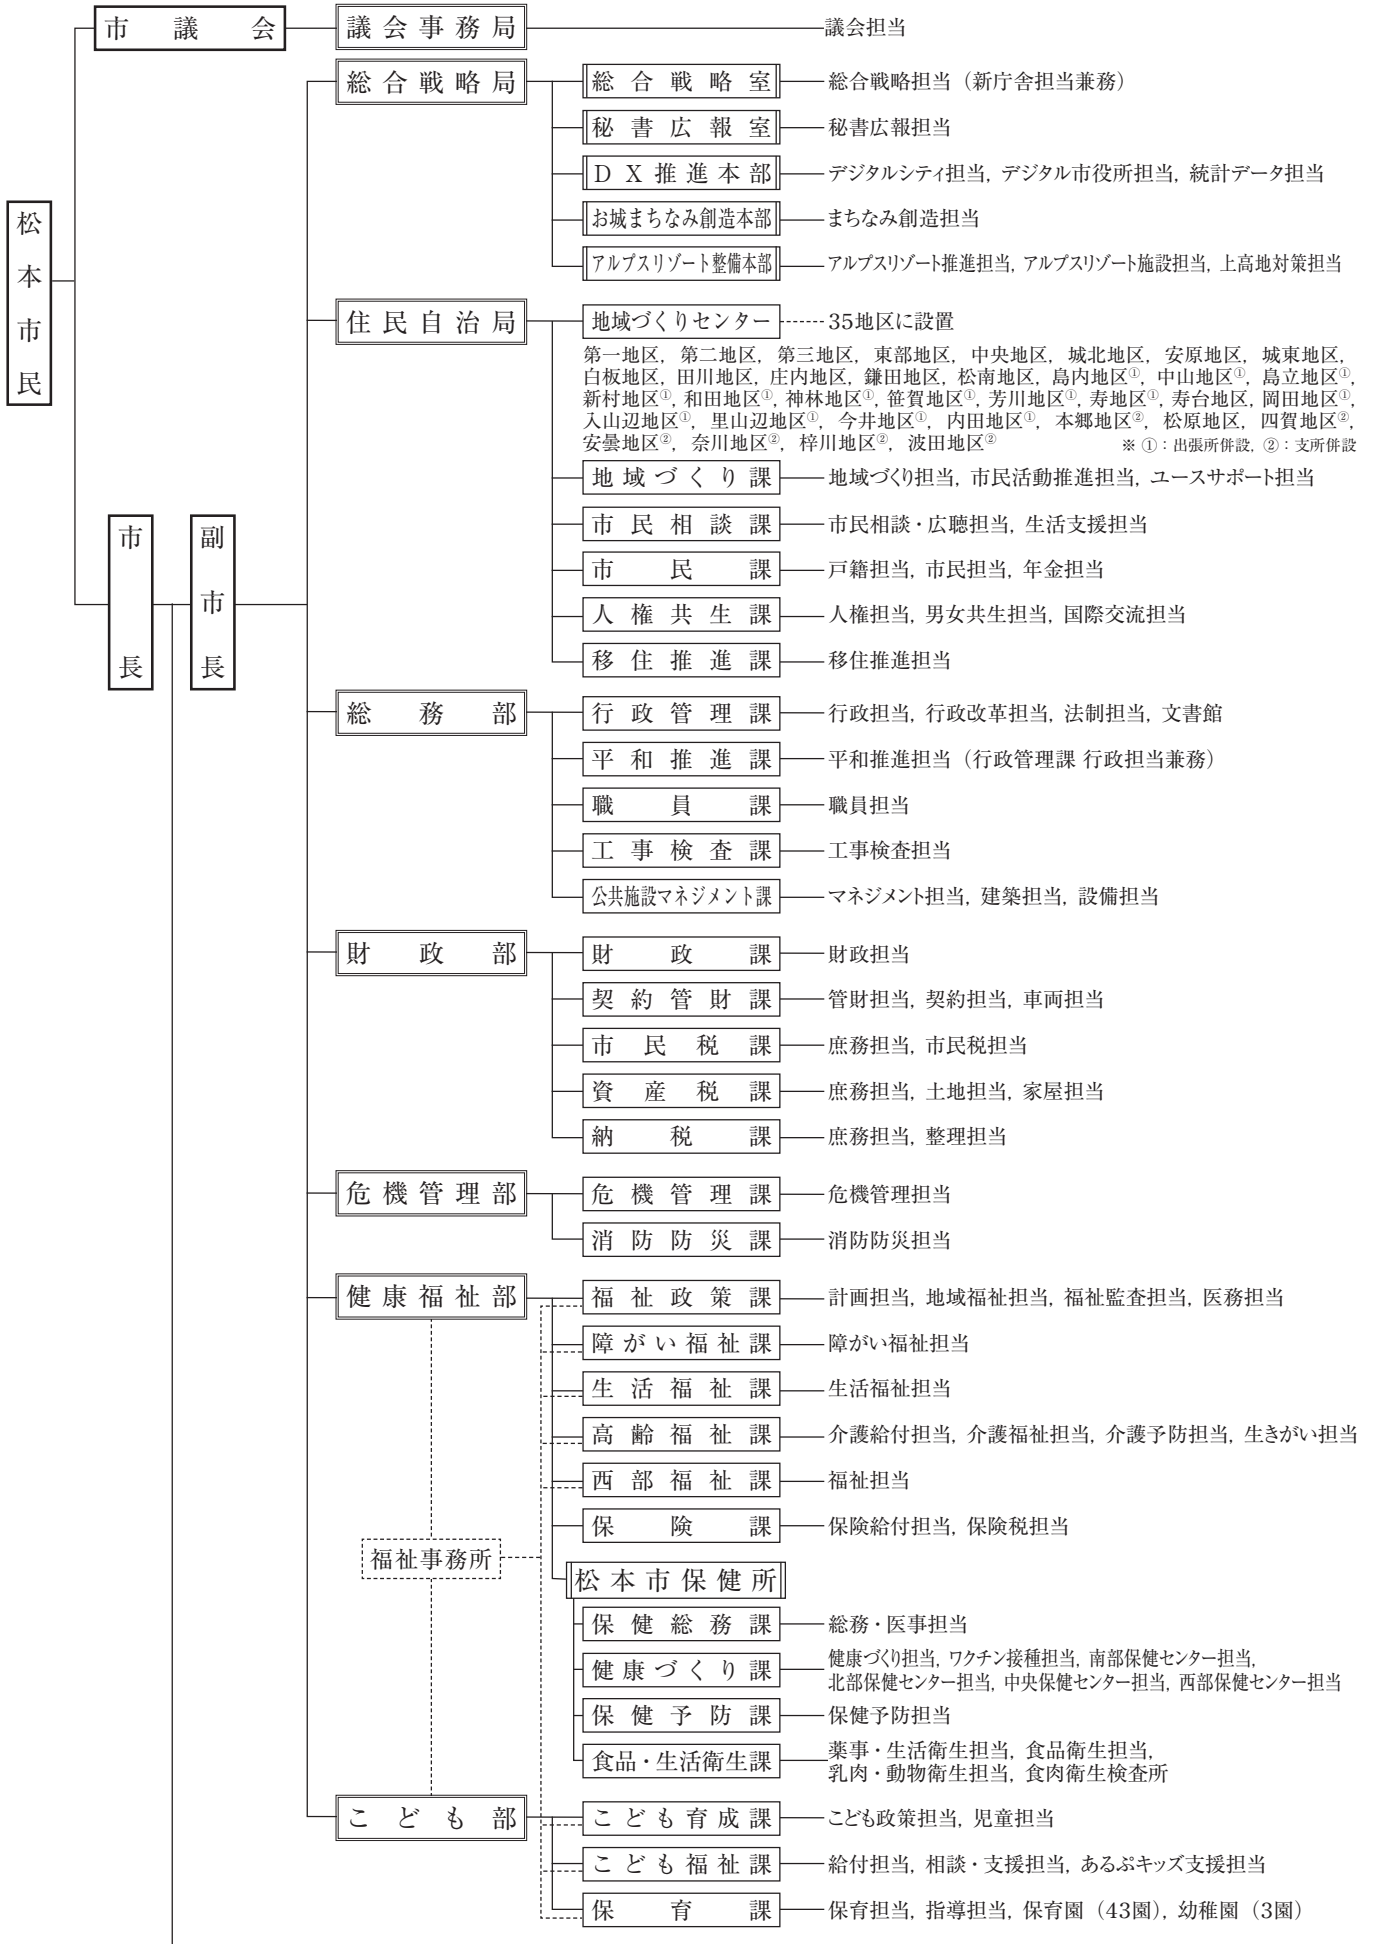 市議会 議会事務局 議会担当
総合戦略局 総合戦略室 総合戦略担当（新庁舎担当兼務）
秘書広報室 秘書広報担当
DX推進本部 デジタルシティ担当, デジタル市役所担当, 統計データ担当
お城まちなみ創造本部 まちなみ創造担当
アルプスリゾート整備本部 アルプスリゾート推進担当, アルプスリゾート施設担当, 上高地対策担当
松本市民
住民自治局 地域づくりセンター 35地区に設置
第一地区, 第二地区, 第三地区, 東部地区, 中央地区, 城北地区, 安原地区, 城東地区,
白板地区, 田川地区, 庄内地区, 鎌田地区, 松南地区, 島内地区①, 中山地区①, 島立地区①,
新村地区①, 和田地区①, 神林地区①, 笹賀地区①, 芳川地区①, 寿地区①, 寿台地区, 岡田地区①,
入山辺地区①, 里山辺地区①, 今井地区①, 内田地区①, 本郷地区②, 松原地区, 四賀地区②,
安曇地区②, 奈川地区②, 梓川地区②, 波田地区② ※ ①：出張所併設, ②：支所併設
地域づくり課 地域づくり担当, 市民活動推進担当, ユースサポート担当
市民相談課 市民相談・広聴担当, 生活支援担当
市民課 戸籍担当, 市民担当, 年金担当
市長
副市長
人権共生課 人権担当, 男女共生担当, 国際交流担当
移住推進課 移住推進担当
総務部 行政管理課 行政担当, 行政改革担当, 法制担当, 文書館
平和推進課 平和推進担当（行政管理課 行政担当兼務）
職員課 職員担当
工事検査課 工事検査担当
公共施設マネジメント課 マネジメント担当, 建築担当, 設備担当
財政部 財政課 財政担当
契約管財課 管財担当, 契約担当, 車両担当
市民税課 庶務担当, 市民税担当
資産税課 庶務担当, 土地担当, 家屋担当
納税課 庶務担当, 整理担当
危機管理部 危機管理課 危機管理担当
消防防災課 消防防災担当
健康福祉部 福祉政策課 計画担当, 地域福祉担当, 福祉監査担当, 医務担当
障がい福祉課 障がい福祉担当
生活福祉課 生活福祉担当
高齢福祉課 介護給付担当, 介護福祉担当, 介護予防担当, 生きがい担当
西部福祉課 福祉担当
保険課 保険給付担当, 保険税担当
福祉事務所
松本市保健所
保健総務課 総務・医事担当
健康づくり課 健康づくり担当, ワクチン接種担当, 南部保健センター担当,
北部保健センター担当, 中央保健センター担当, 西部保健センター担当
保健予防課 保健予防担当
食品・生活衛生課 薬事・生活衛生担当, 食品衛生担当,
乳肉・動物衛生担当, 食肉衛生検査所
こども部 こども育成課 こども政策担当, 児童担当
こども福祉課 給付担当, 相談・支援担当, あるぷキッズ支援担当
保育課 保育担当, 指導担当, 保育園（43園）, 幼稚園（3園）